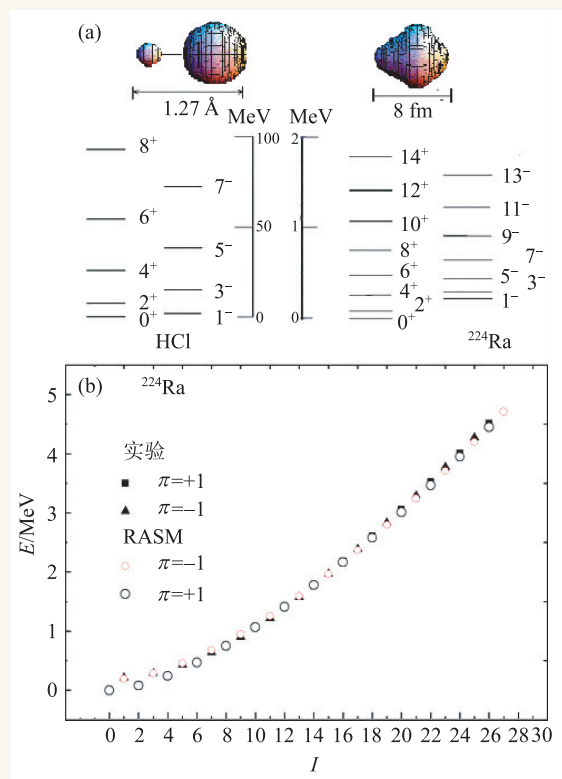 (a)
1.27 Å
8 fm
MeV
MeV
100
50
0
2
1
0
8⁺
6⁺
4⁺
2⁺
0⁺
7⁻
5⁻
3⁻
1⁻
HCl
14⁺
12⁺
10⁺
8⁺
6⁺
4⁺
2⁺
0⁺
13⁻
11⁻
9⁻
7⁻
5⁻
3⁻
1⁻
²²⁴Ra
(b)
²²⁴Ra
实验
π=+1
π=−1
RASM
π=−1
π=+1
E/MeV
5
4
3
2
1
0
0 2 4 6 8 10 12 14 16 18 20 22 24 26 28 30
I